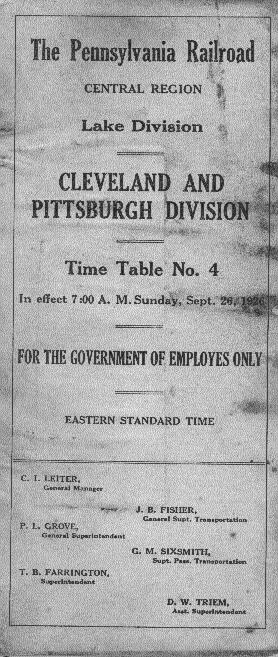 The Pennsylvania Railroad
CENTRAL REGION
Lake Division
CLEVELAND AND
PITTSBURGH DIVISION
Time Table No. 4
In effect 7:00 A. M. Sunday, Sept. 26, 1926
FOR THE GOVERNMENT OF EMPLOYES ONLY
EASTERN STANDARD TIME
C. I. LEITER,
General Manager
J. B. FISHER,
General Supt. Transportation
P. L. GROVE,
General Superintendent
G. M. SIXSMITH,
Supt. Pass. Transportation
T. B. FARRINGTON,
Superintendent
D. W. TRIEM,
Asst. Superintendent